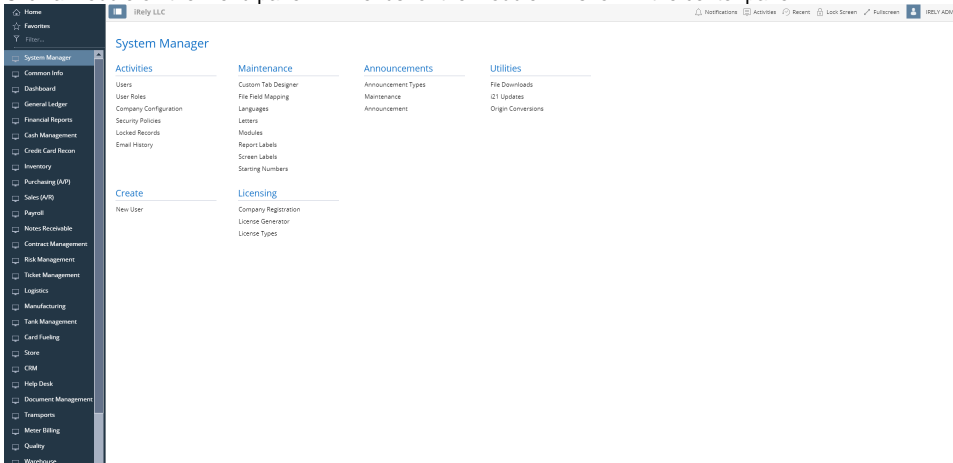 Home
Favorites
Filter...
System Manager
Common Info
Dashboard
General Ledger
Financial Reports
Cash Management
Credit Card Recon
Inventory
Purchasing (A/P)
Sales (A/R)
Payroll
Notes Receivable
Contract Management
Risk Management
Ticket Management
Logistics
Manufacturing
Tank Management
Card Fueling
Store
CRM
Help Desk
Document Management
Transports
Meter Billing
Quality
Warehouse
iRely LLC
Notifications Activities Recent Lock Screen Fullscreen IRELY ADM
System Manager
Activities
Users
User Roles
Company Configuration
Security Policies
Locked Records
Email History
Maintenance
Custom Tab Designer
File Field Mapping
Languages
Letters
Modules
Report Labels
Screen Labels
Starting Numbers
Announcements
Announcement Types
Maintenance
Announcement
Utilities
File Downloads
i21 Updates
Origin Conversions
Create
New User
Licensing
Company Registration
License Generator
License Types